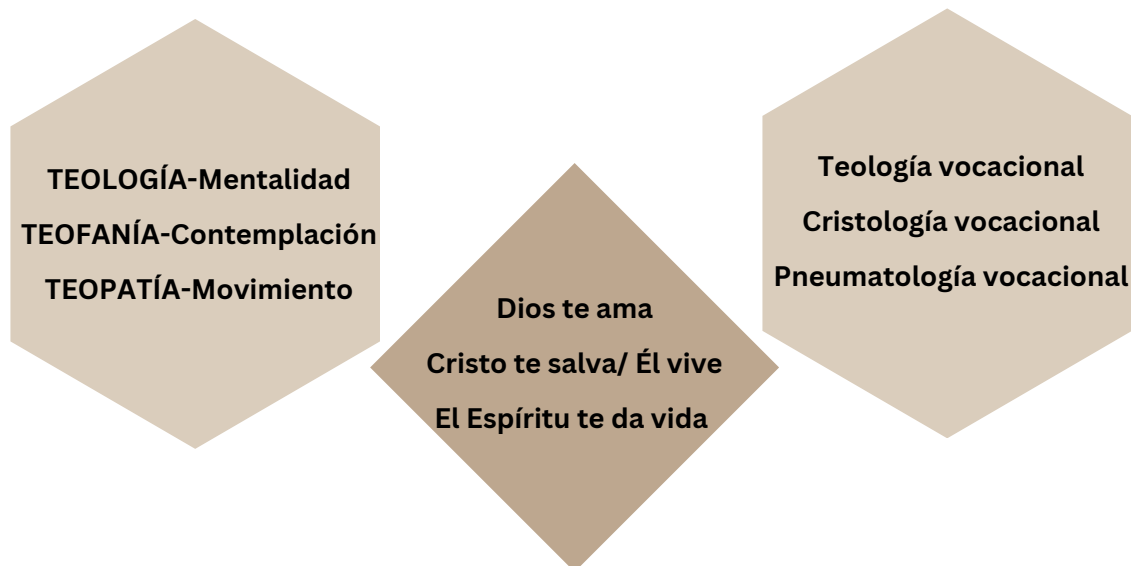 TEOLOGÍA-Mentalidad
TEOFANÍA-Contemplación
TEOPATÍA-Movimiento
Dios te ama
Cristo te salva/ Él vive
El Espíritu te da vida
Teología vocacional
Cristología vocacional
Pneumatología vocacional